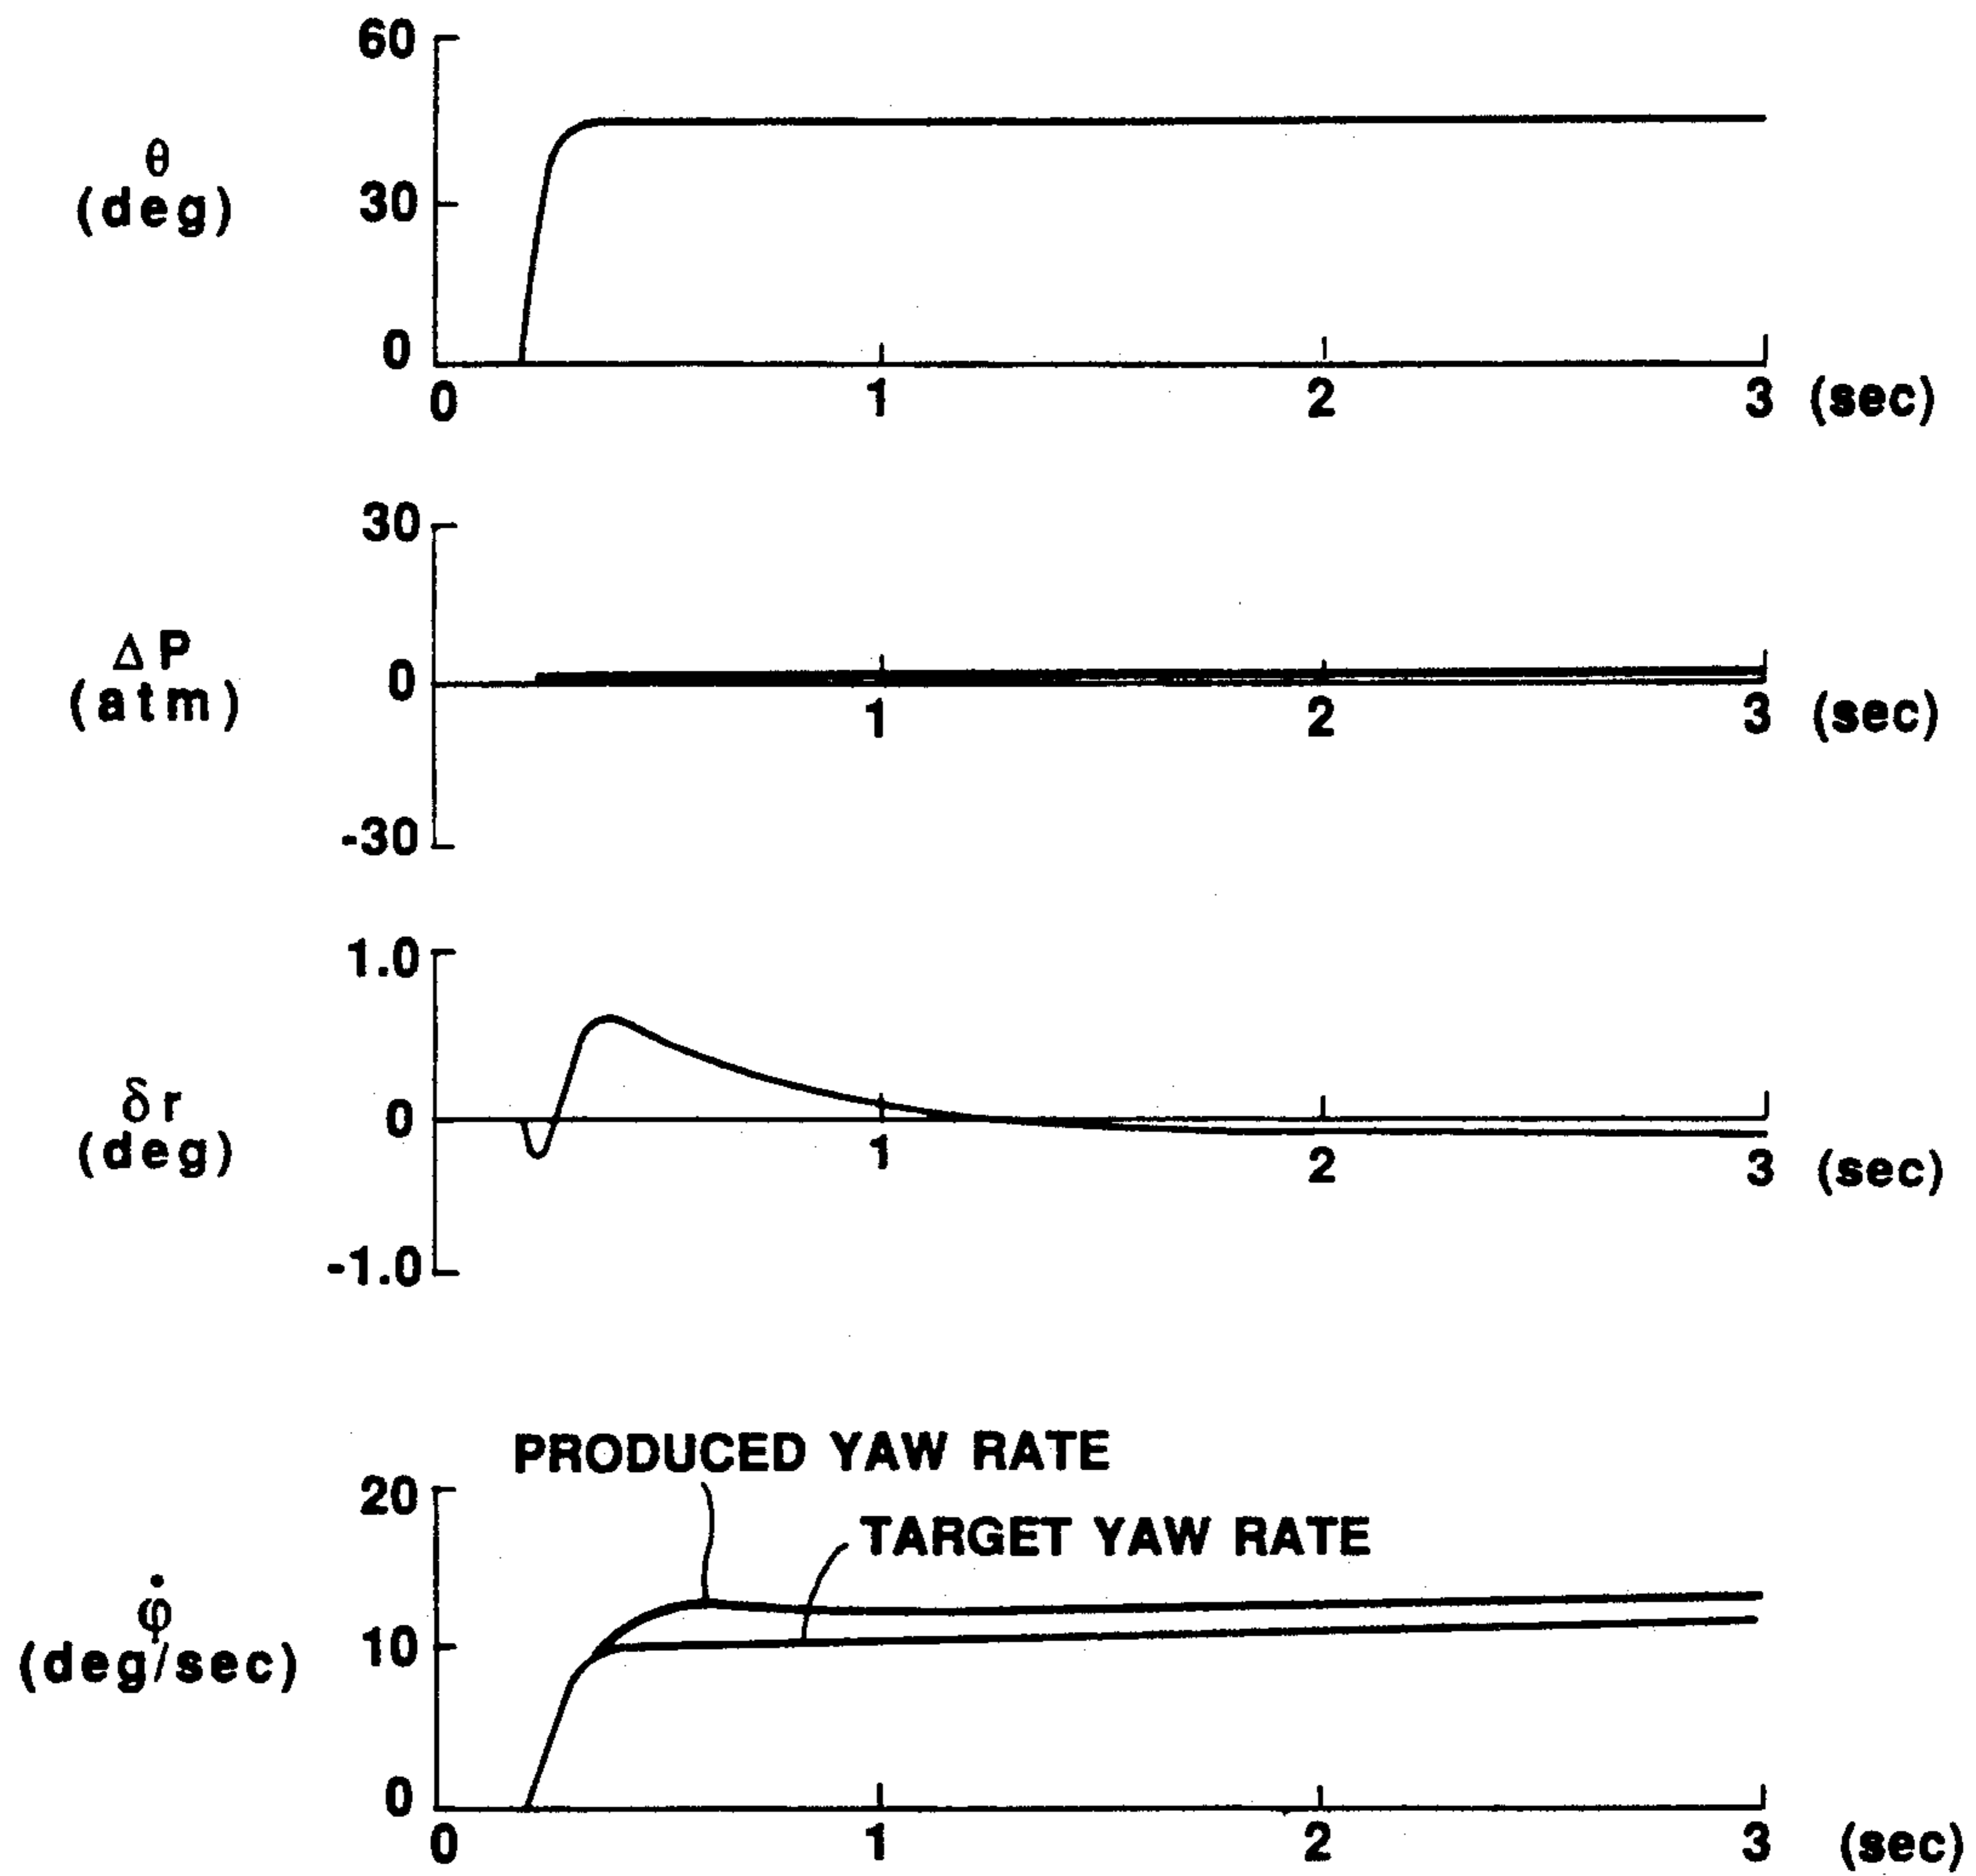 60
θ
(deg)
30
0
0 1 2 3 (sec)
30
ΔP
(atm)
0
1 2 3 (sec)
-30
1.0
δr
(deg)
0
1 2 3 (sec)
-1.0
PRODUCED YAW RATE
20
TARGET YAW RATE
φ̇
(deg/sec)
10
0
0 1 2 3 (sec)